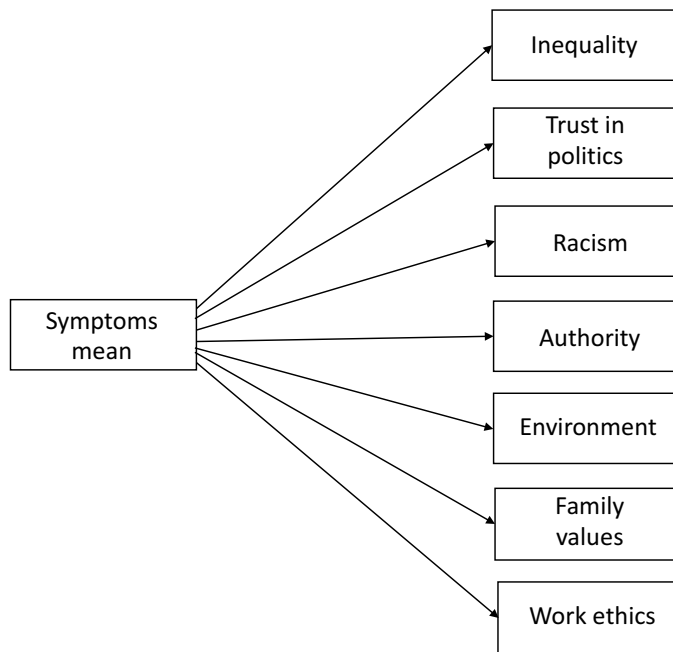 Inequality
Trust in
politics
Racism
Symptoms
mean
Authority
Environment
Family
values
Work ethics